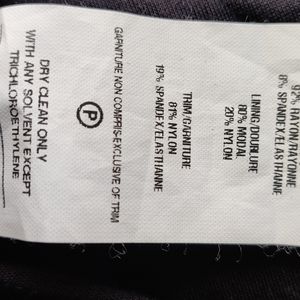 92% RAYON/RAYONNE
8% SPANDEX/ELASTHANNE
LINING/DOUBLURE
80% MODAL
20% NYLON
TRIM/GARNITURE
81% NYLON
19% SPANDEX/ELASTHANNE
GARNITURE NON COMPRIS-EXCLUSIVE OF TRIM
P
DRY CLEAN ONLY
WITH ANY SOLVENT EXCEPT
TRICHLOROETHYLENE